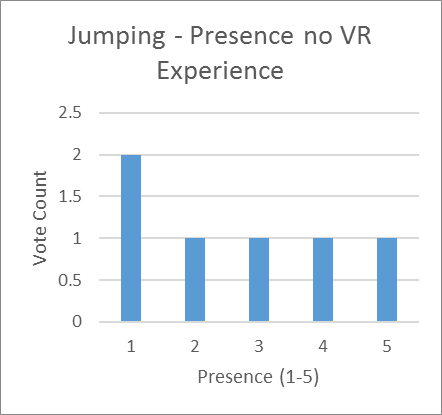 Jumping - Presence no VR
Experience
2.5
2
1.5
1
0.5
0
Vote Count
1 2 3 4 5
Presence (1-5)